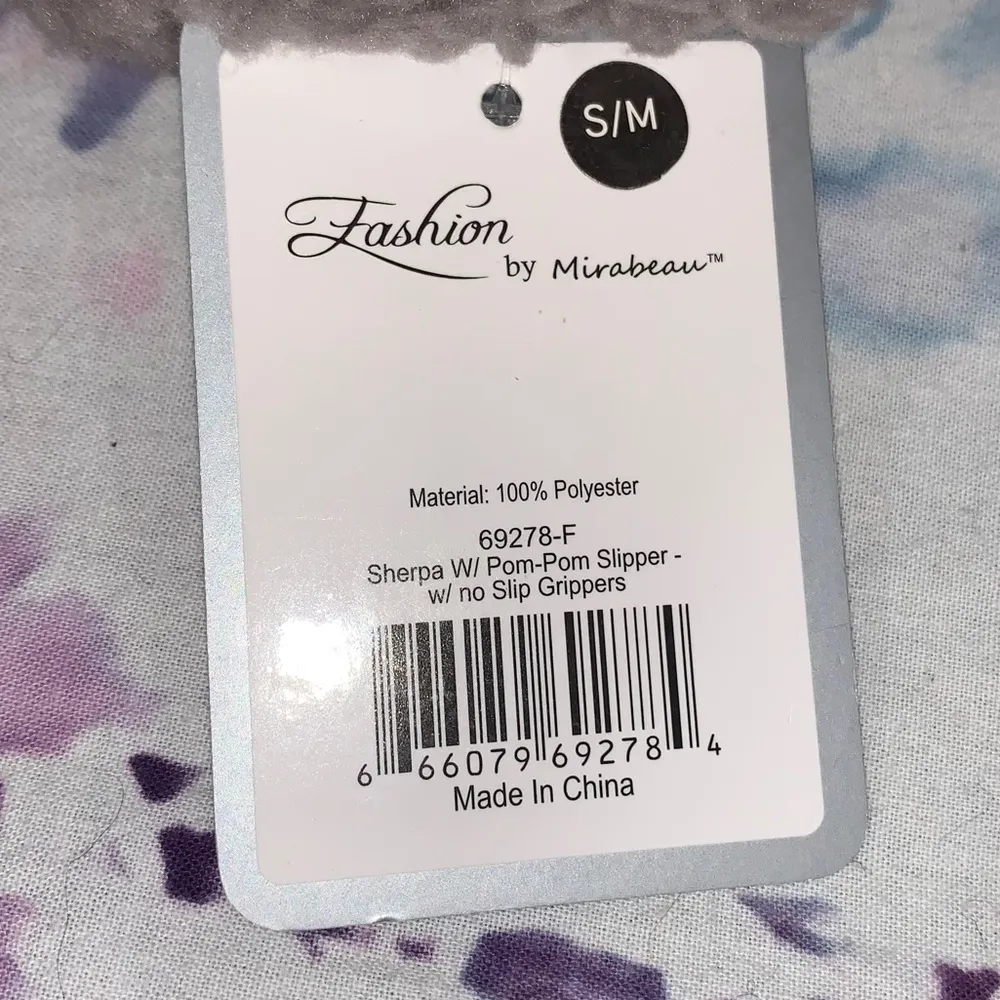 S/M
Fashion
by Mirabeau™
Material: 100% Polyester
69278-F
Sherpa W/ Pom-Pom Slipper -
w/ no Slip Grippers
6 66079 69278 4
Made In China